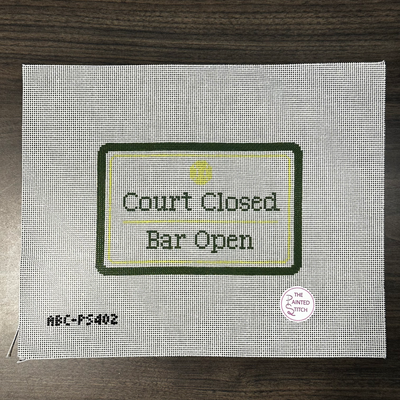 Court Closed
Bar Open
ABC-PS402
THE
PAINTED
STITCH